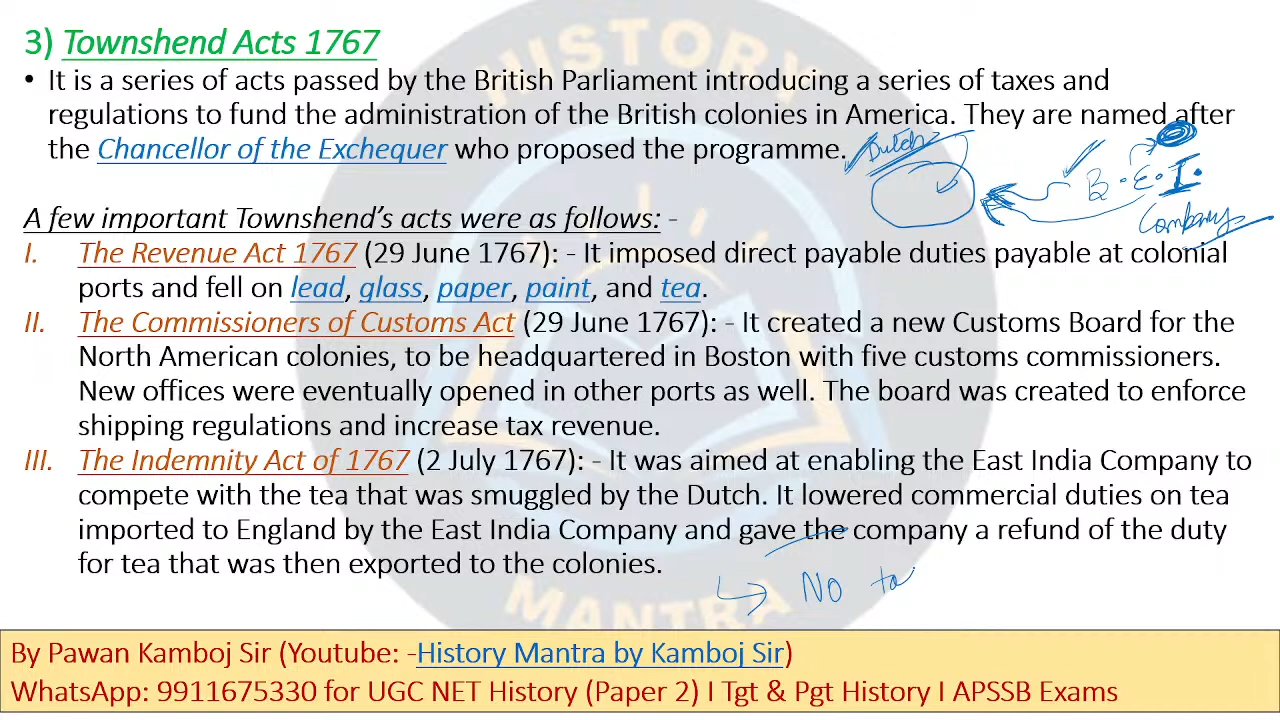 HISTORY
3) Townshend Acts 1767
• It is a series of acts passed by the British Parliament introducing a series of taxes and
regulations to fund the administration of the British colonies in America. They are named after
the Chancellor of the Exchequer who proposed the programme.
Dutch
B. E. I.
Company
A few important Townshend's acts were as follows: -
I. The Revenue Act 1767 (29 June 1767): - It imposed direct payable duties payable at colonial
ports and fell on lead, glass, paper, paint, and tea.
II. The Commissioners of Customs Act (29 June 1767): - It created a new Customs Board for the
North American colonies, to be headquartered in Boston with five customs commissioners.
New offices were eventually opened in other ports as well. The board was created to enforce
shipping regulations and increase tax revenue.
III. The Indemnity Act of 1767 (2 July 1767): - It was aimed at enabling the East India Company to
compete with the tea that was smuggled by the Dutch. It lowered commercial duties on tea
imported to England by the East India Company and gave the company a refund of the duty
for tea that was then exported to the colonies.
No ta
MANTRA
By Pawan Kamboj Sir (Youtube: -History Mantra by Kamboj Sir)
WhatsApp: 9911675330 for UGC NET History (Paper 2) I Tgt & Pgt History I APSSB Exams